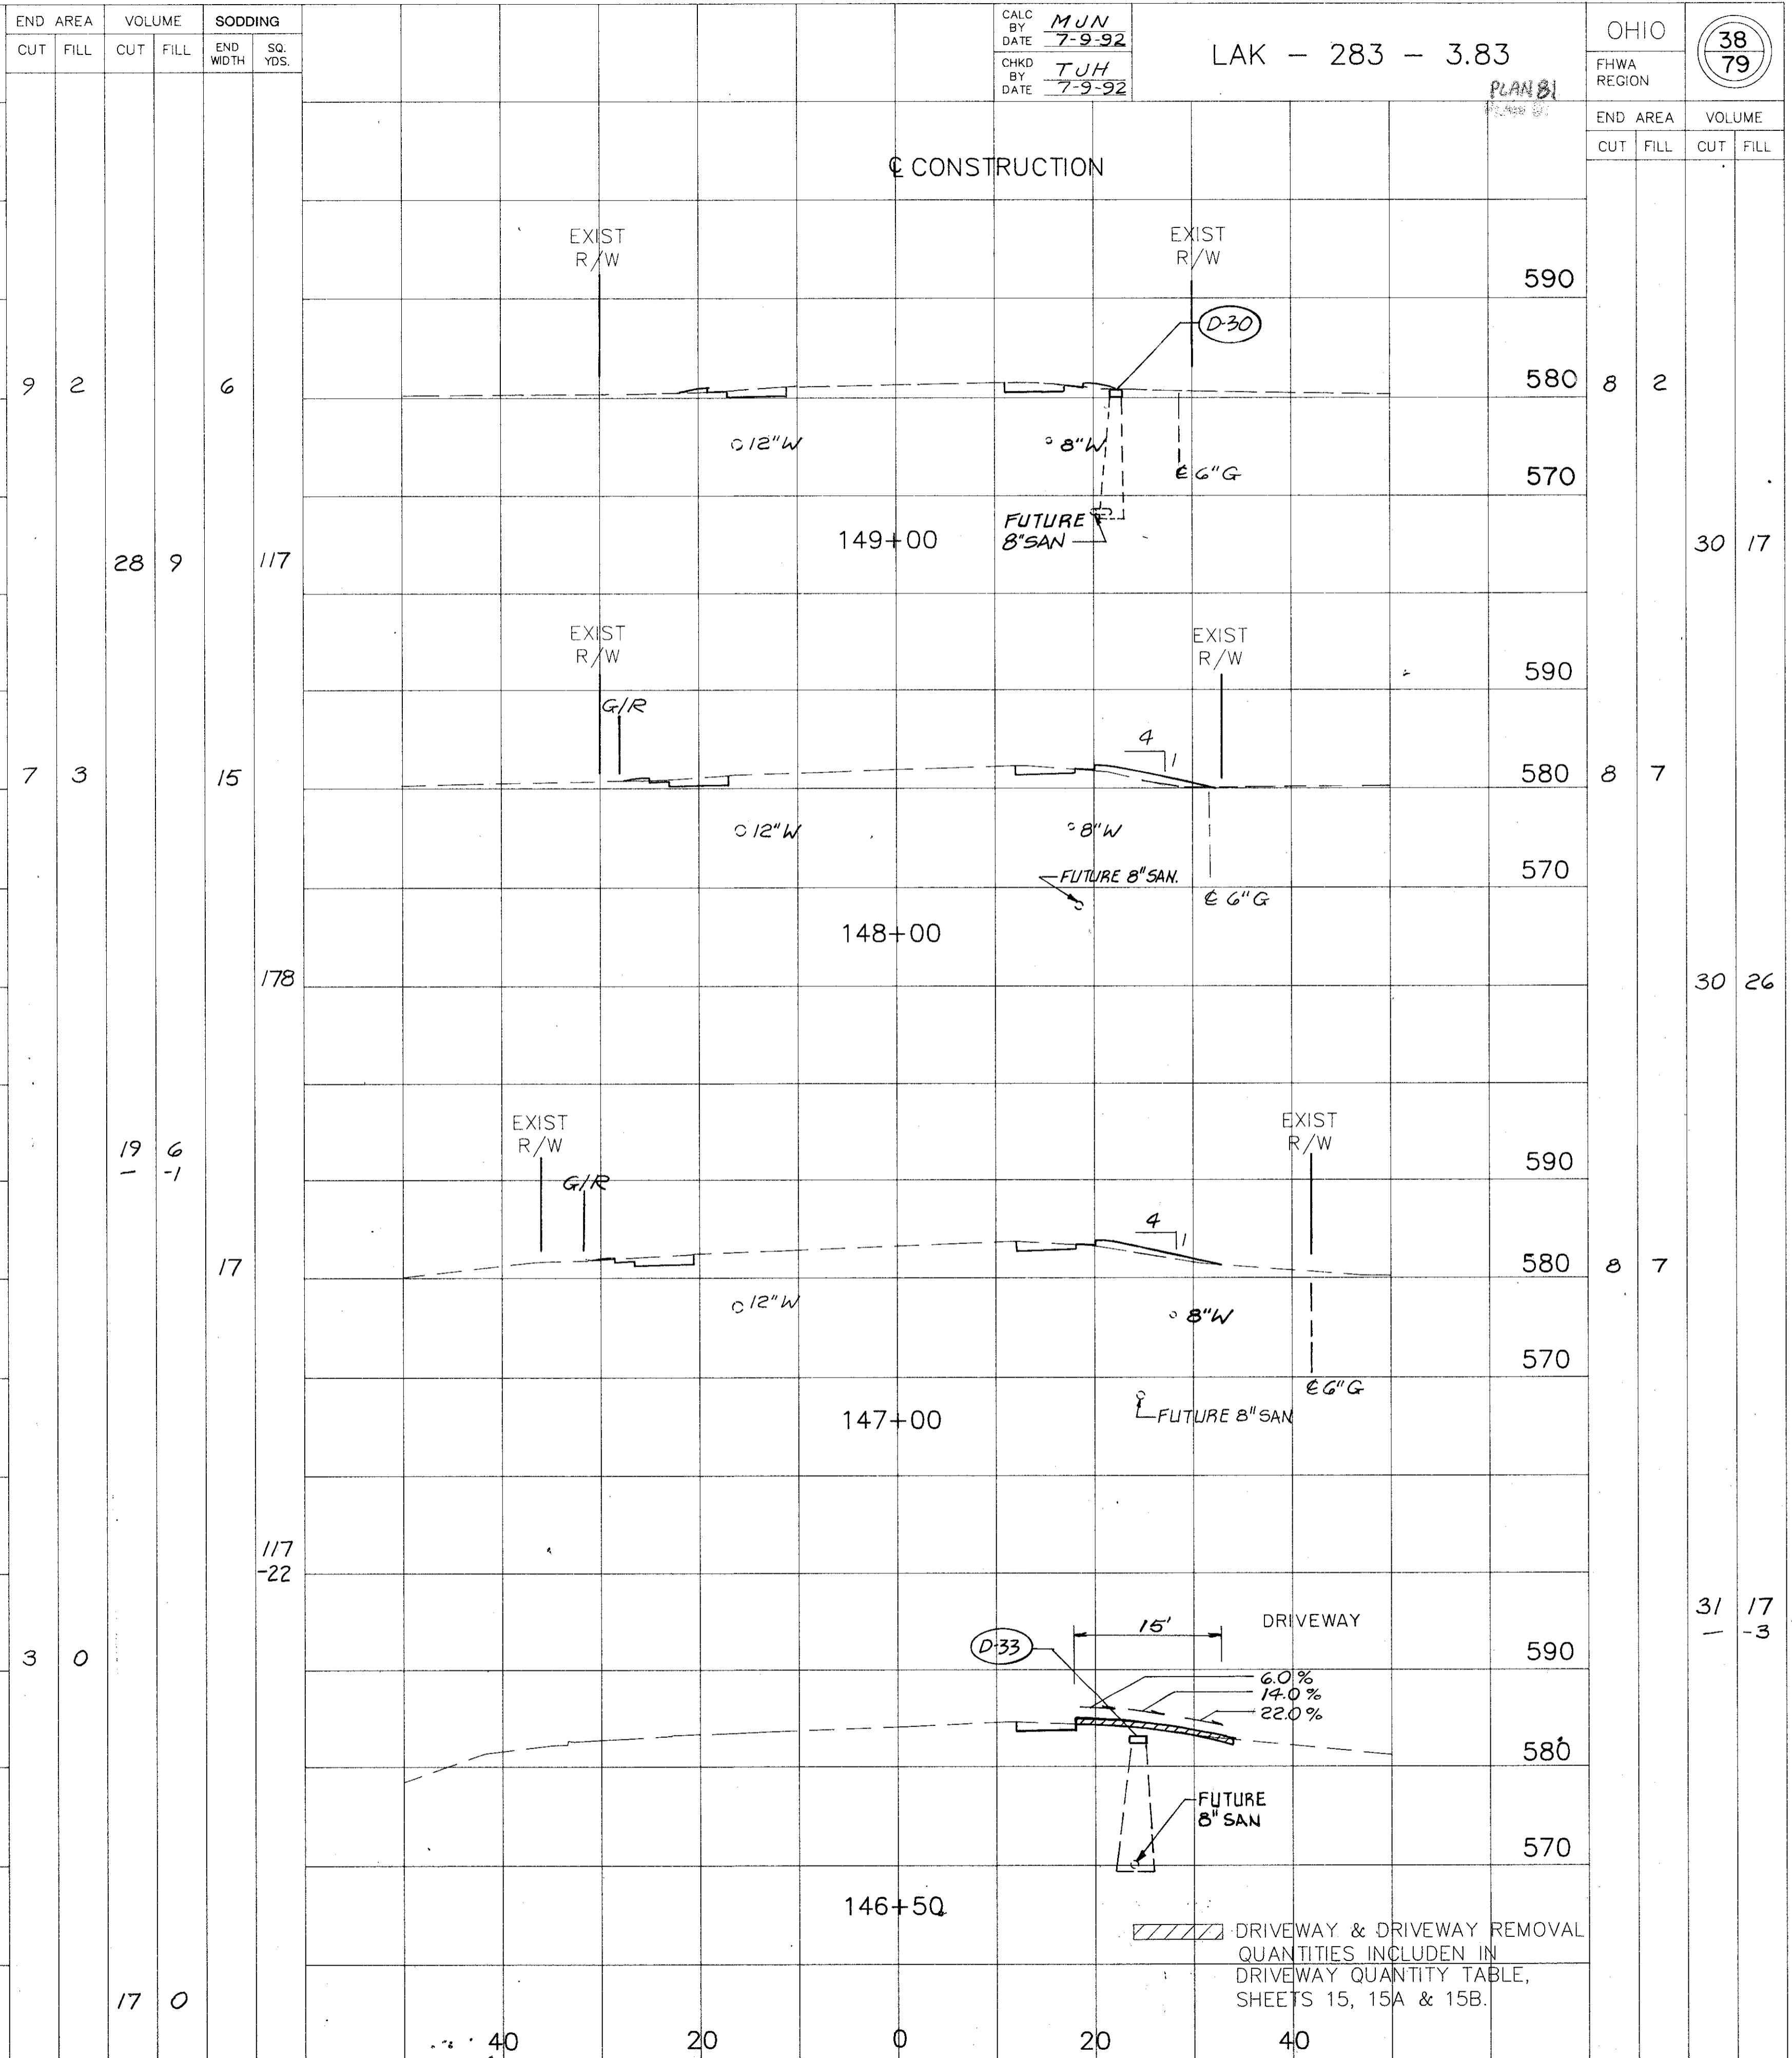 END AREA VOLUME SODDING
CUT FILL CUT FILL END WIDTH SQ. YDS.
CALC BY DATE MJN 7-9-92
CHKD BY DATE TJH 7-9-92
LAK - 283 - 3.83
PLAN 81
OHIO
FHWA REGION
38
79
END AREA VOLUME
CUT FILL CUT FILL
℄ CONSTRUCTION
EXIST R/W
EXIST R/W
590
D-30
9 2 6
580 8 2
12"W
8"W
℄ 6"G
570
FUTURE 8"SAN
149+00
28 9 117
30 17
EXIST R/W
EXIST R/W
590
G/R
4
1
7 3 15
580 8 7
12"W
8"W
570
FUTURE 8"SAN.
℄ 6"G
148+00
178
30 26
EXIST R/W
EXIST R/W
19 6
— -1
590
G/R
4
1
17
580 8 7
12"W
8"W
570
℄ 6"G
FUTURE 8"SAN
147+00
117
-22
31 17
— -3
15'
DRIVEWAY
D-33
3 0
590
6.0%
14.0%
22.0%
580
FUTURE
8"SAN
570
146+50
DRIVEWAY & DRIVEWAY REMOVAL
QUANTITIES INCLUDEN IN
DRIVEWAY QUANTITY TABLE,
SHEETS 15, 15A & 15B.
17 0
40 20 0 20 40